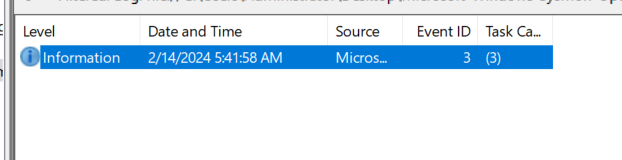 Level Date and Time Source Event ID Task Ca...
Information 2/14/2024 5:41:58 AM Micros... 3 (3)